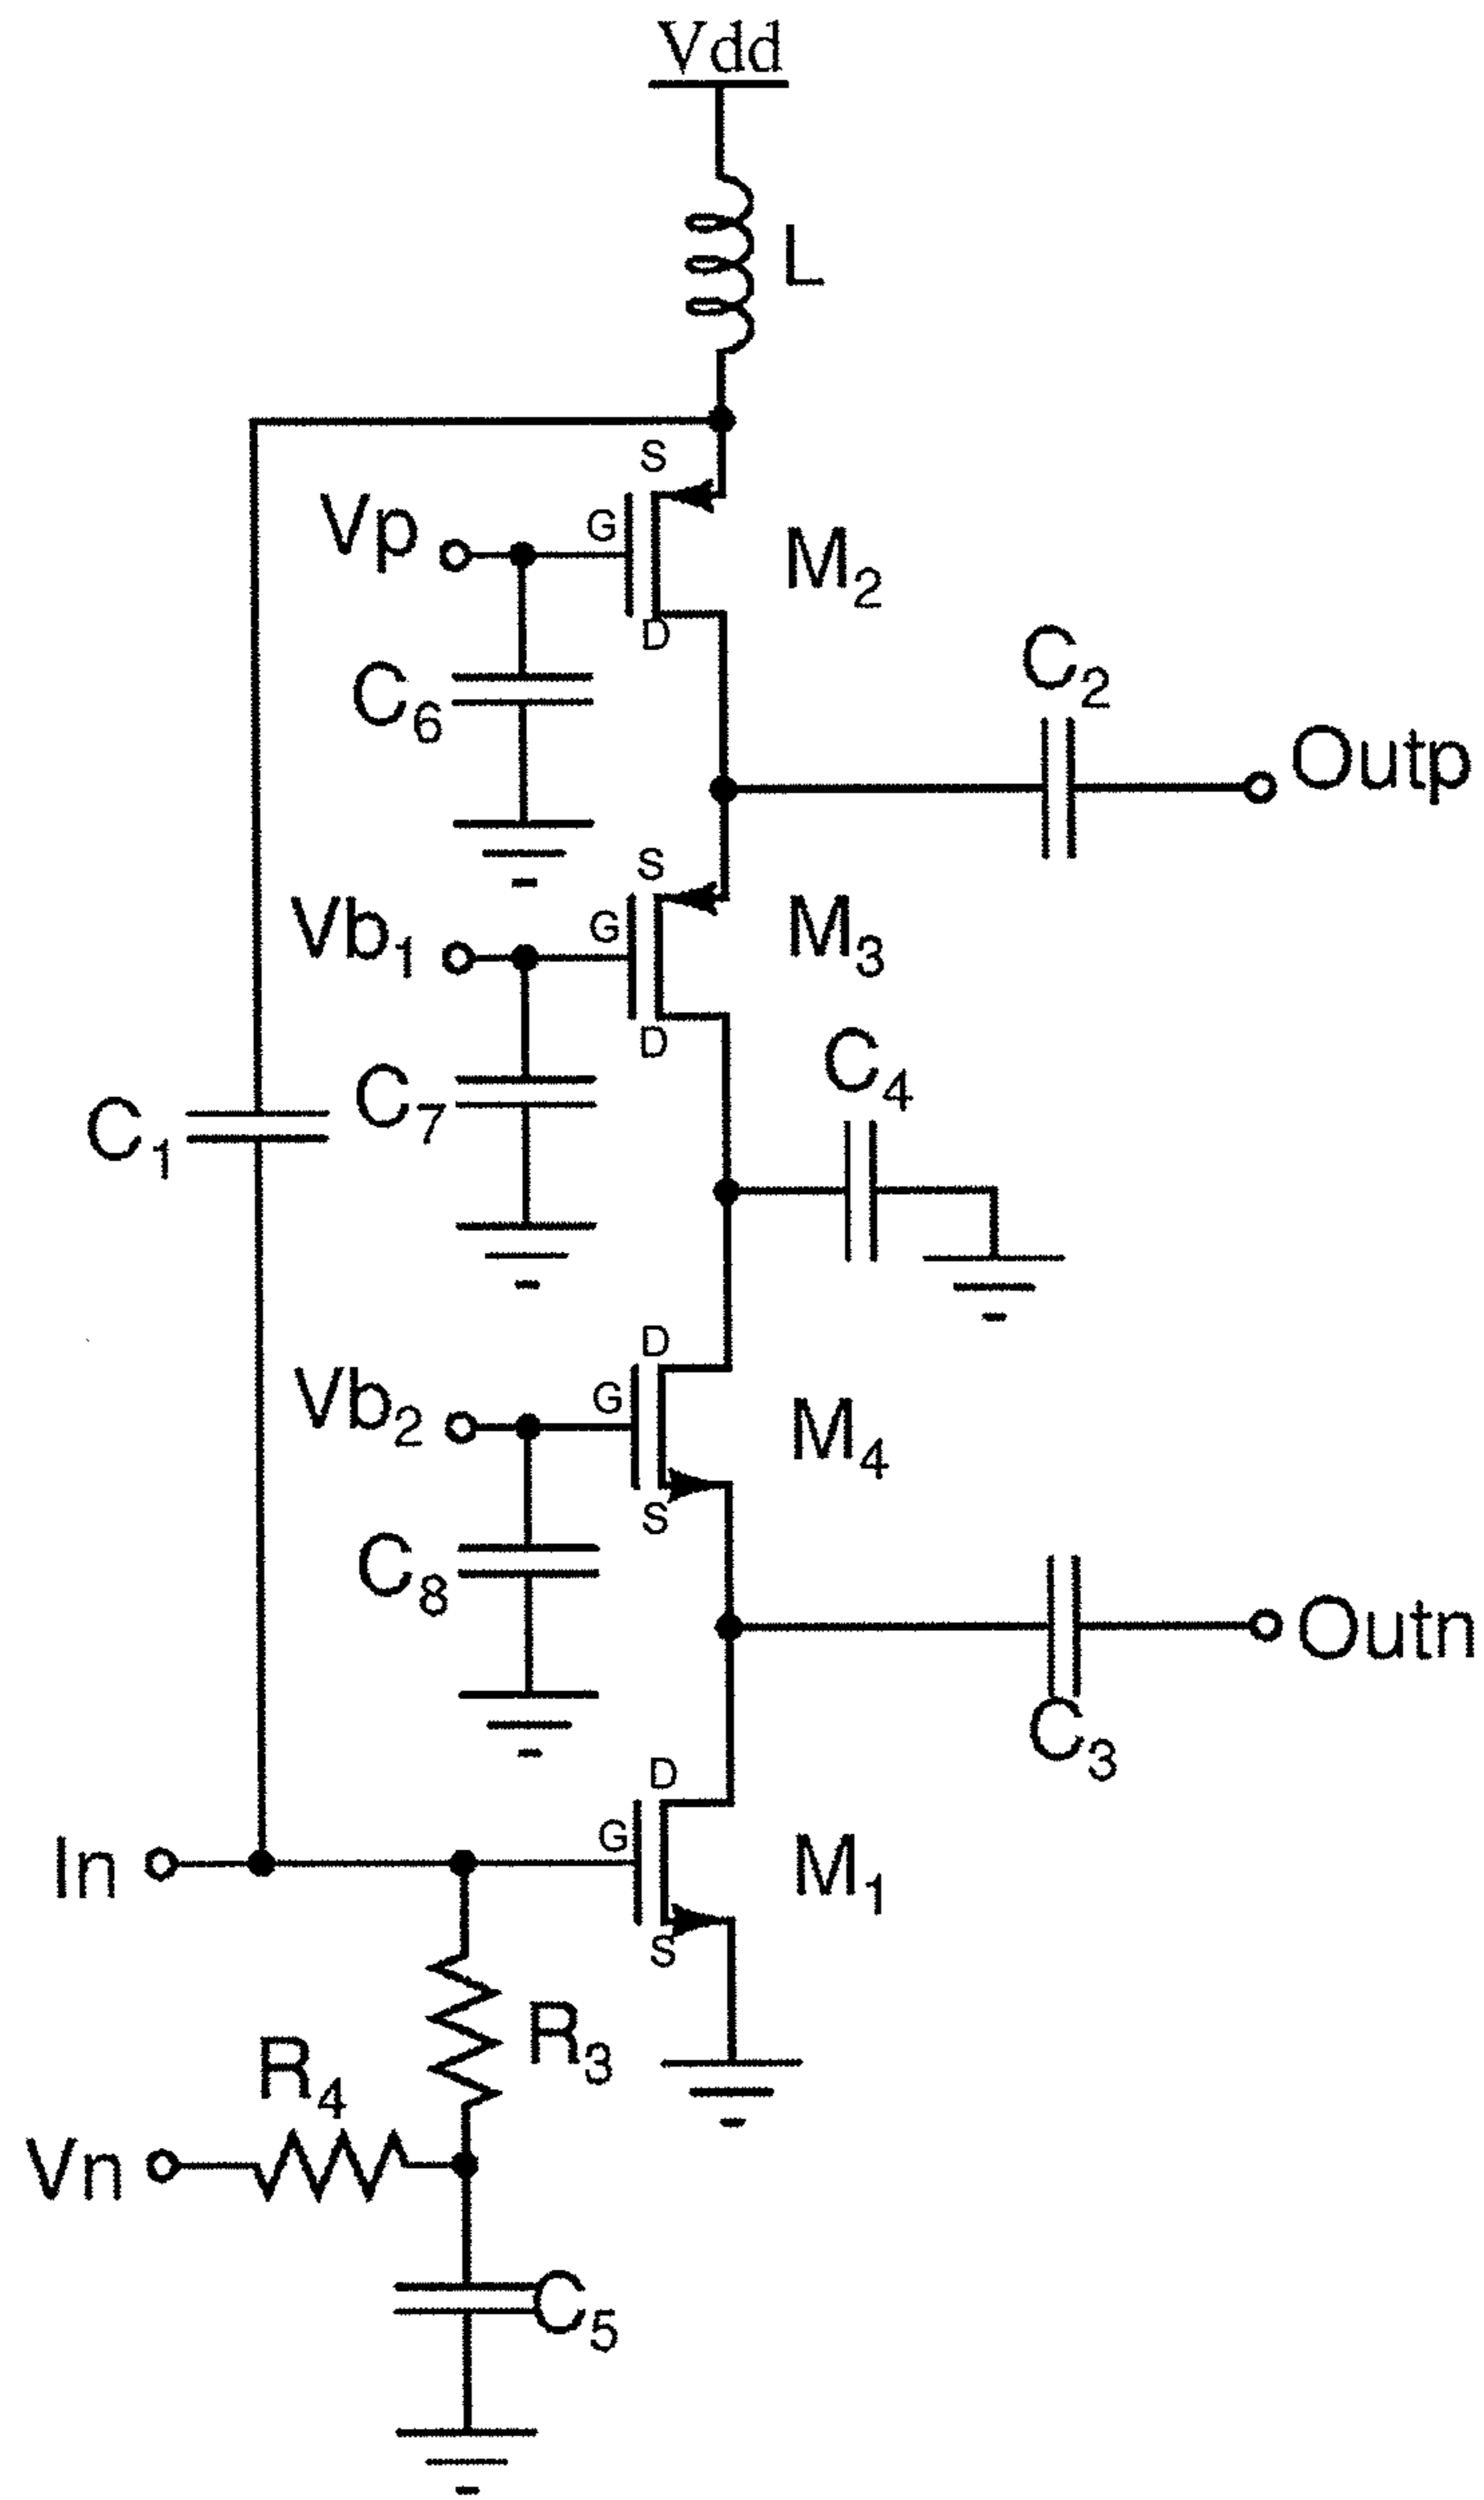 Vdd
L
S
Vp
G
M2
D
C6
C2
Outp
S
Vb1
G
M3
D
C7
C4
C1
D
Vb2
G
M4
S
C8
Outn
C3
D
G
In
M1
S
R3
R4
Vn
C5